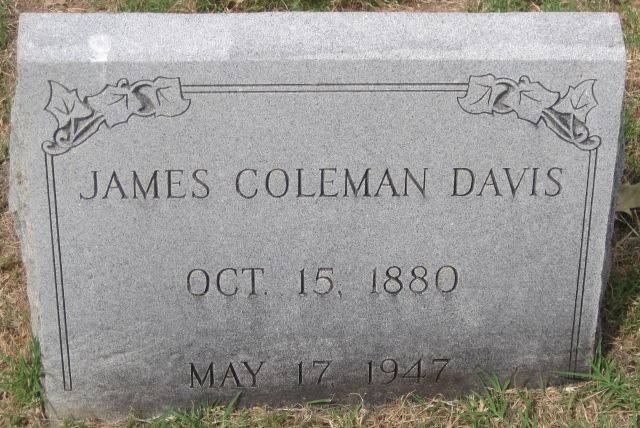 JAMES COLEMAN DAVIS
OCT. 15, 1880
MAY 17, 1947